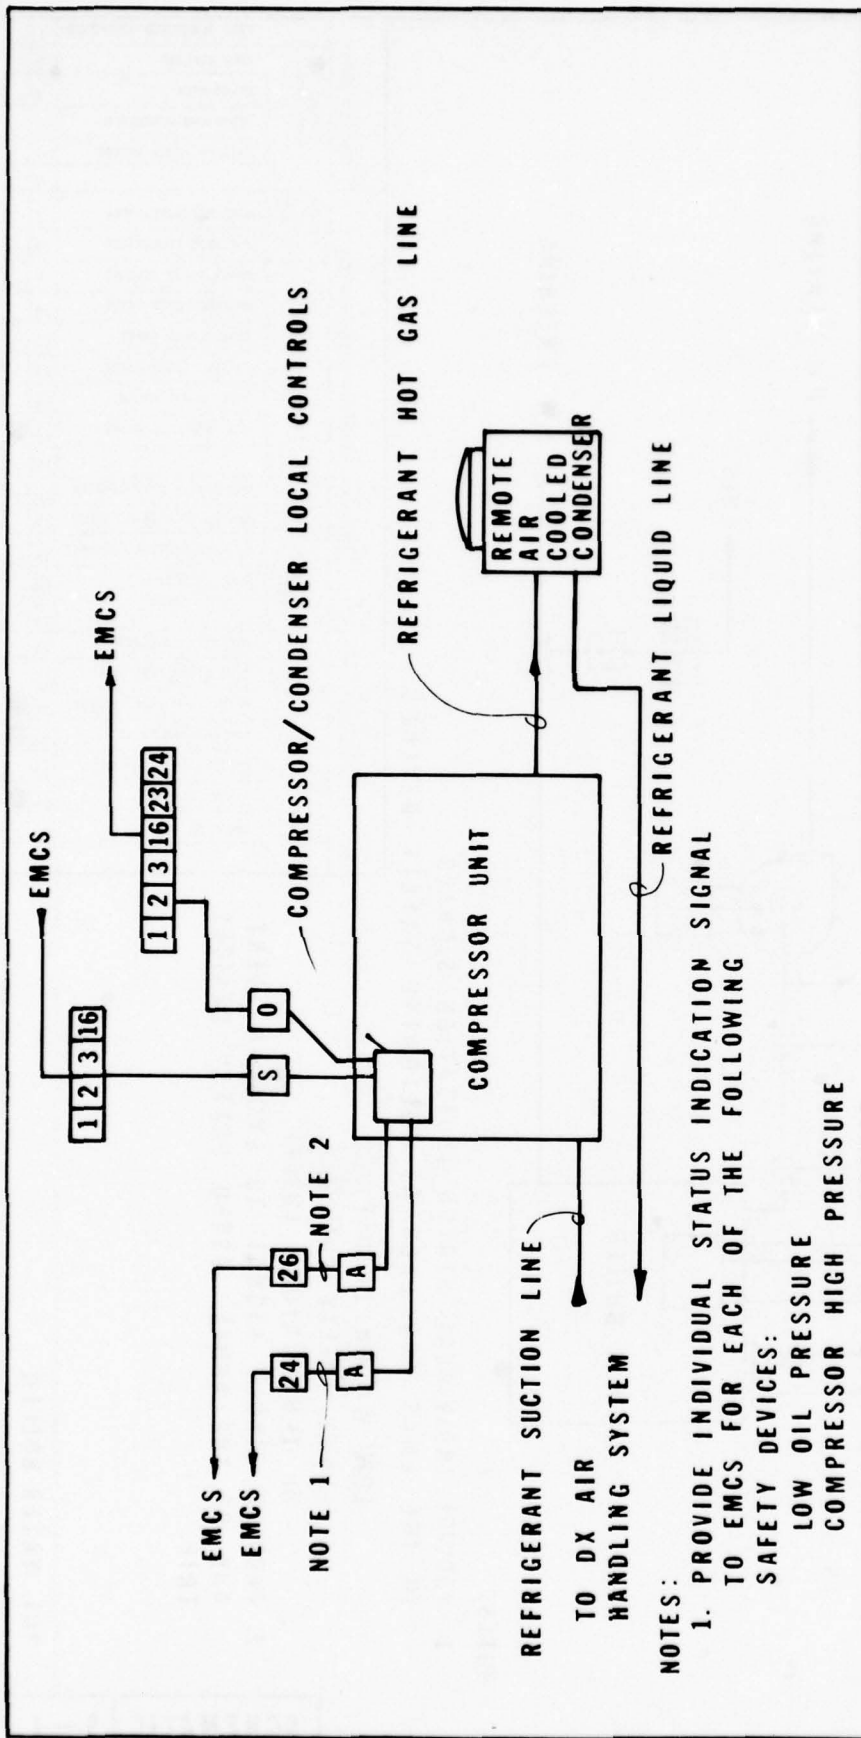 EMCS
1 2 3 16
EMCS
1 2 3 16 23 24
EMCS
EMCS
26
24
NOTE 2
NOTE 1
A
A
S
O
COMPRESSOR/CONDENSER LOCAL CONTROLS
COMPRESSOR UNIT
REFRIGERANT HOT GAS LINE
REMOTE
AIR
COOLED
CONDENSER
REFRIGERANT SUCTION LINE
TO DX AIR
HANDLING SYSTEM
REFRIGERANT LIQUID LINE
NOTES:
1. PROVIDE INDIVIDUAL STATUS INDICATION SIGNAL
TO EMCS FOR EACH OF THE FOLLOWING
SAFETY DEVICES:
LOW OIL PRESSURE
COMPRESSOR HIGH PRESSURE